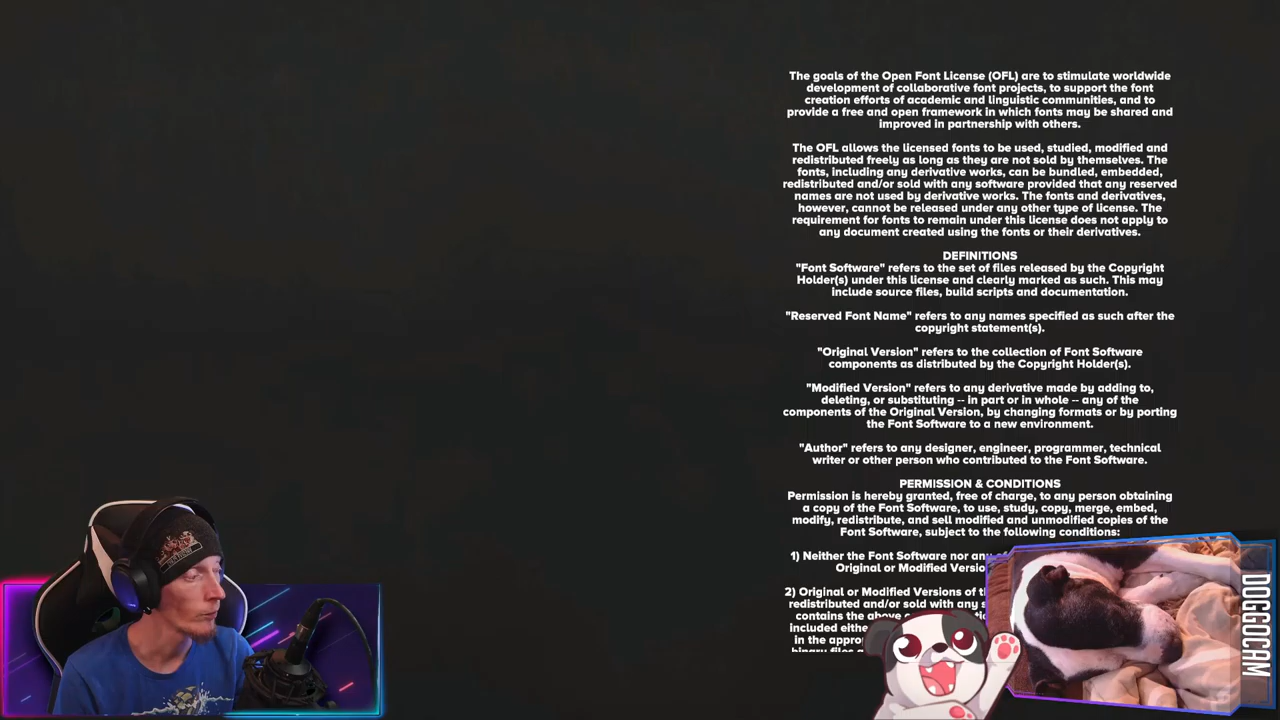 The goals of the Open Font License (OFL) are to stimulate worldwide
development of collaborative font projects, to support the font
creation efforts of academic and linguistic communities, and to
provide a free and open framework in which fonts may be shared and
improved in partnership with others.
The OFL allows the licensed fonts to be used, studied, modified and
redistributed freely as long as they are not sold by themselves. The
fonts, including any derivative works, can be bundled, embedded,
redistributed and/or sold with any software provided that any reserved
names are not used by derivative works. The fonts and derivatives,
however, cannot be released under any other type of license. The
requirement for fonts to remain under this license does not apply to
any document created using the fonts or their derivatives.
DEFINITIONS
"Font Software" refers to the set of files released by the Copyright
Holder(s) under this license and clearly marked as such. This may
include source files, build scripts and documentation.
"Reserved Font Name" refers to any names specified as such after the
copyright statement(s).
"Original Version" refers to the collection of Font Software
components as distributed by the Copyright Holder(s).
"Modified Version" refers to any derivative made by adding to,
deleting, or substituting -- in part or in whole -- any of the
components of the Original Version, by changing formats or by porting
the Font Software to a new environment.
"Author" refers to any designer, engineer, programmer, technical
writer or other person who contributed to the Font Software.
PERMISSION & CONDITIONS
Permission is hereby granted, free of charge, to any person obtaining
a copy of the Font Software, to use, study, copy, merge, embed,
modify, redistribute, and sell modified and unmodified copies of the
Font Software, subject to the following conditions:
1) Neither the Font Software nor any
Original or Modified
2) Original or Modified Versions of
redistributed and/or sold with any
contains the above
included
in the
binary files
DOGGOCAM